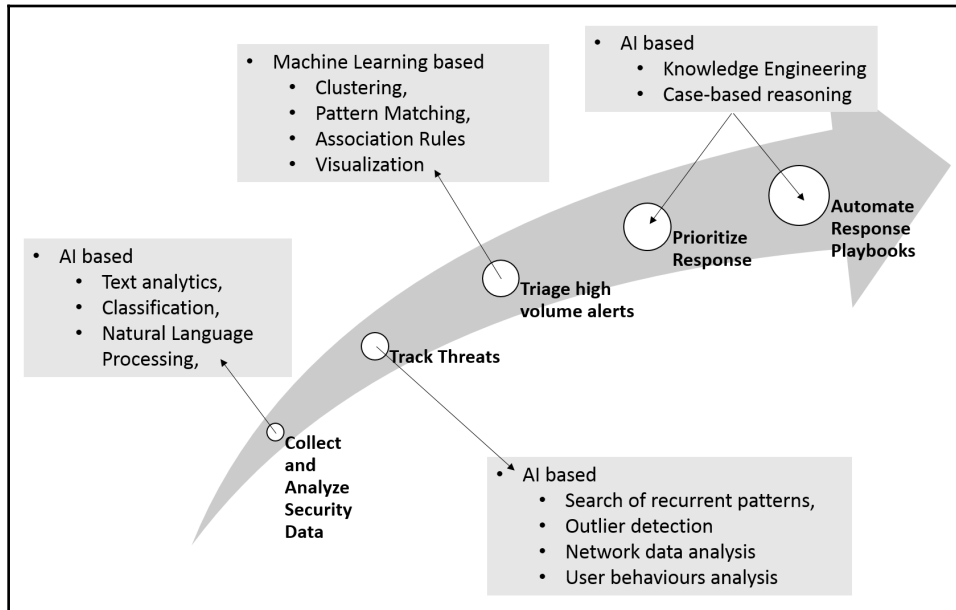 • AI based
• Text analytics,
• Classification,
• Natural Language
Processing,
Collect
and
Analyze
Security
Data
• Machine Learning based
• Clustering,
• Pattern Matching,
• Association Rules
• Visualization
Track Threats
• AI based
• Search of recurrent patterns,
• Outlier detection
• Network data analysis
• User behaviours analysis
Triage high
volume alerts
• AI based
• Knowledge Engineering
• Case-based reasoning
Prioritize
Response
Automate
Response
Playbooks